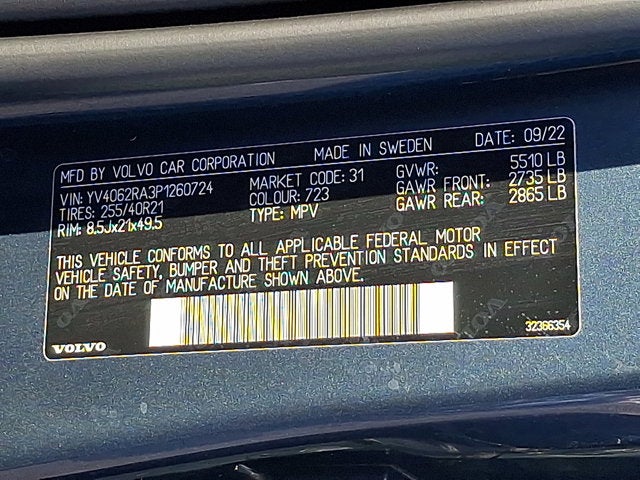 MFD BY VOLVO CAR CORPORATION MADE IN SWEDEN DATE: 09/22
VIN: YV4062RA3P1260724 MARKET CODE: 31 GVWR: 5510 LB
TIRES: 255/40R21 COLOUR: 723 GAWR FRONT: 2735 LB
RIM: 8.5Jx21x49.5 TYPE: MPV GAWR REAR: 2865 LB
THIS VEHICLE CONFORMS TO ALL APPLICABLE FEDERAL MOTOR
VEHICLE SAFETY, BUMPER AND THEFT PREVENTION STANDARDS IN EFFECT
ON THE DATE OF MANUFACTURE SHOWN ABOVE.
VOLVO 32366354